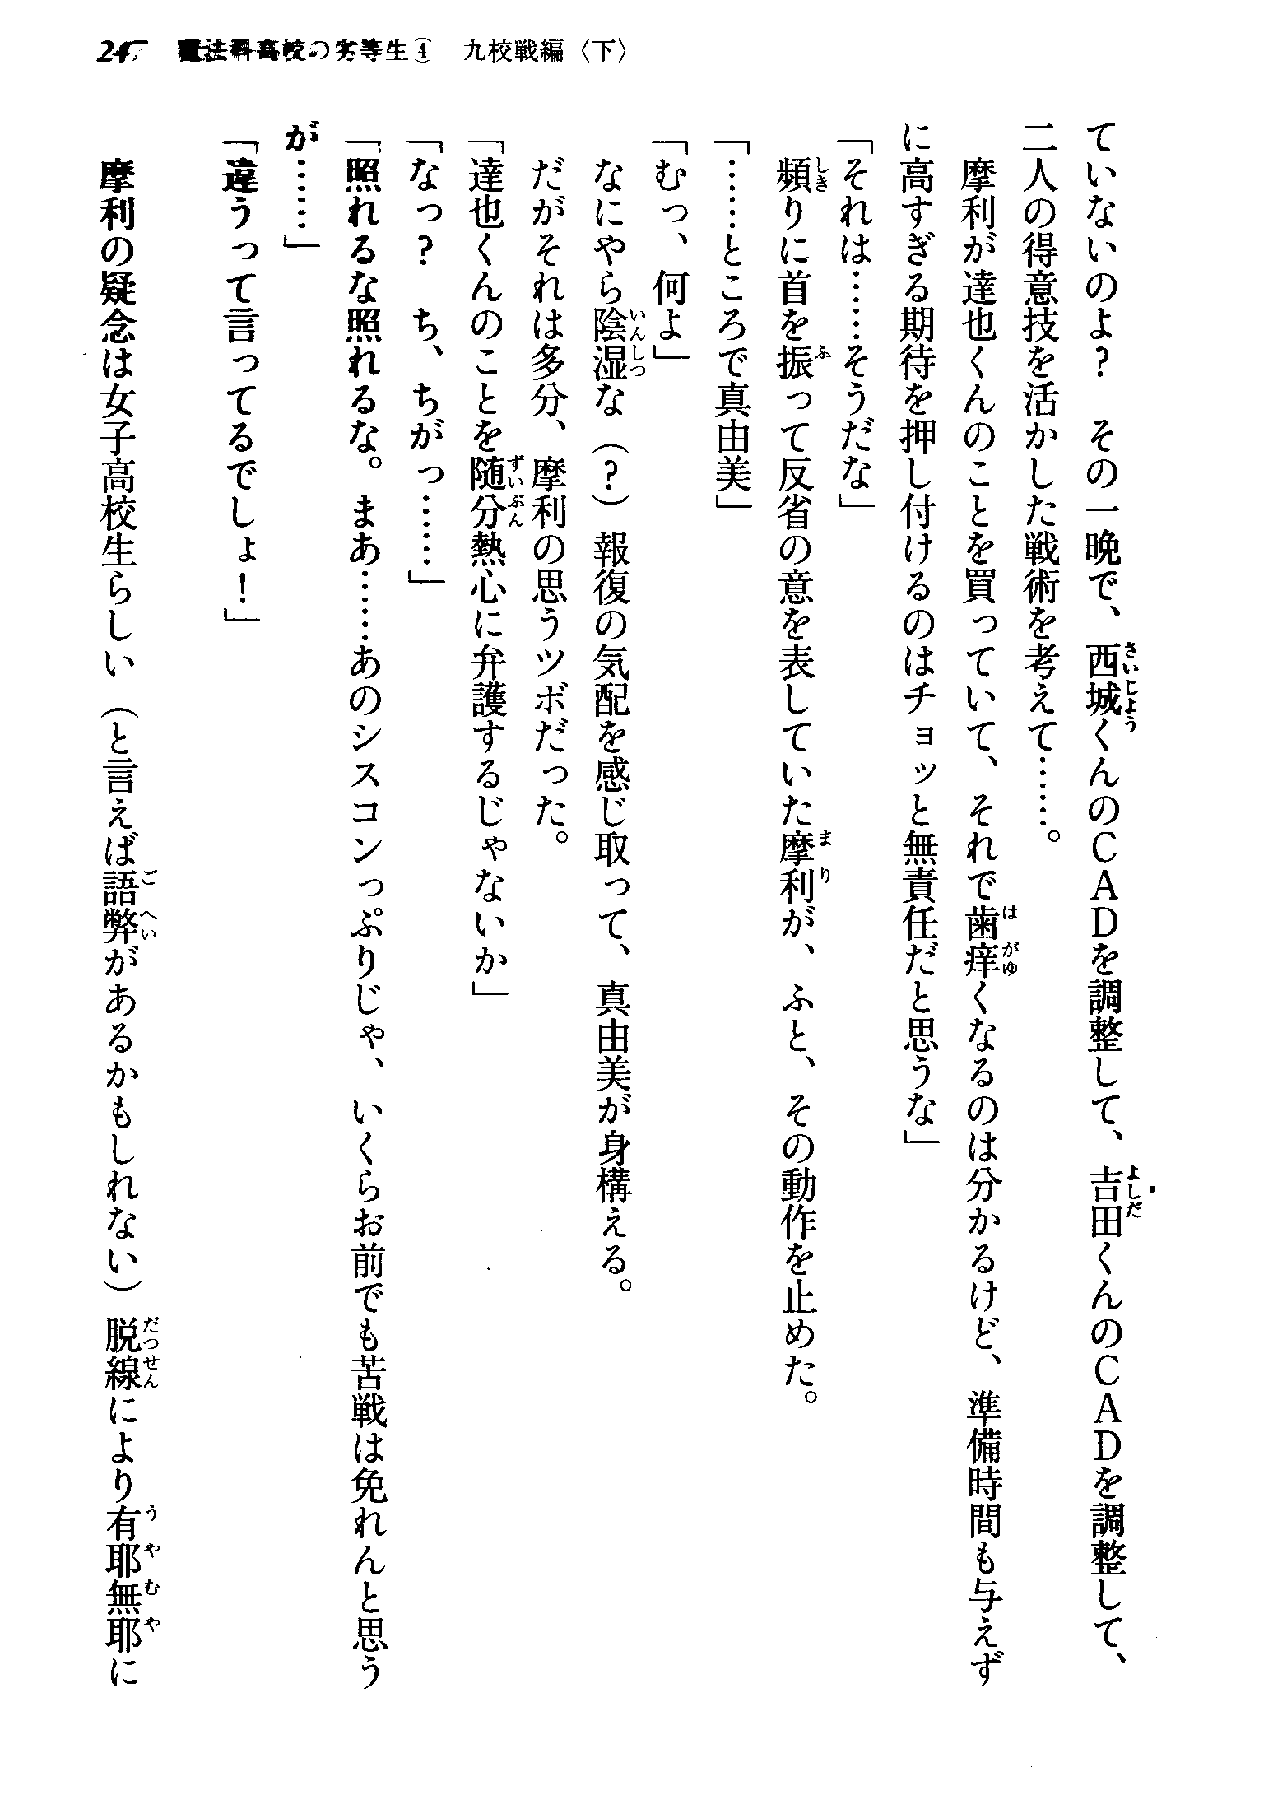 魔法科高校の劣等生④　九校戦編〈下〉
ていないのよ？　その一晩で、西城くんのＣＡＤを調整して、吉田くんのＣＡＤを調整して、
二人の得意技を活かした戦術を考えて……。
　摩利が達也くんのことを買っていて、それで歯痒くなるのは分かるけど、準備時間も与えず
に高すぎる期待を押し付けるのはチョッと無責任だと思うな」
「それは……そうだな」
　頻りに首を振って反省の意を表していた摩利が、ふと、その動作を止めた。
「……ところで真由美」
「むっ、何よ」
　なにやら陰湿な（？）報復の気配を感じ取って、真由美が身構える。
　だがそれは多分、摩利の思うツボだった。
「達也くんのことを随分熱心に弁護するじゃないか」
「なっ？　ち、ちがっ……」
「照れるな照れるな。まあ……あのシスコンっぷりじゃ、いくらお前でも苦戦は免れんと思う
が……」
「違うって言ってるでしょ！」
　摩利の疑念は女子高校生らしい（と言えば語弊があるかもしれない）脱線により有耶無耶に